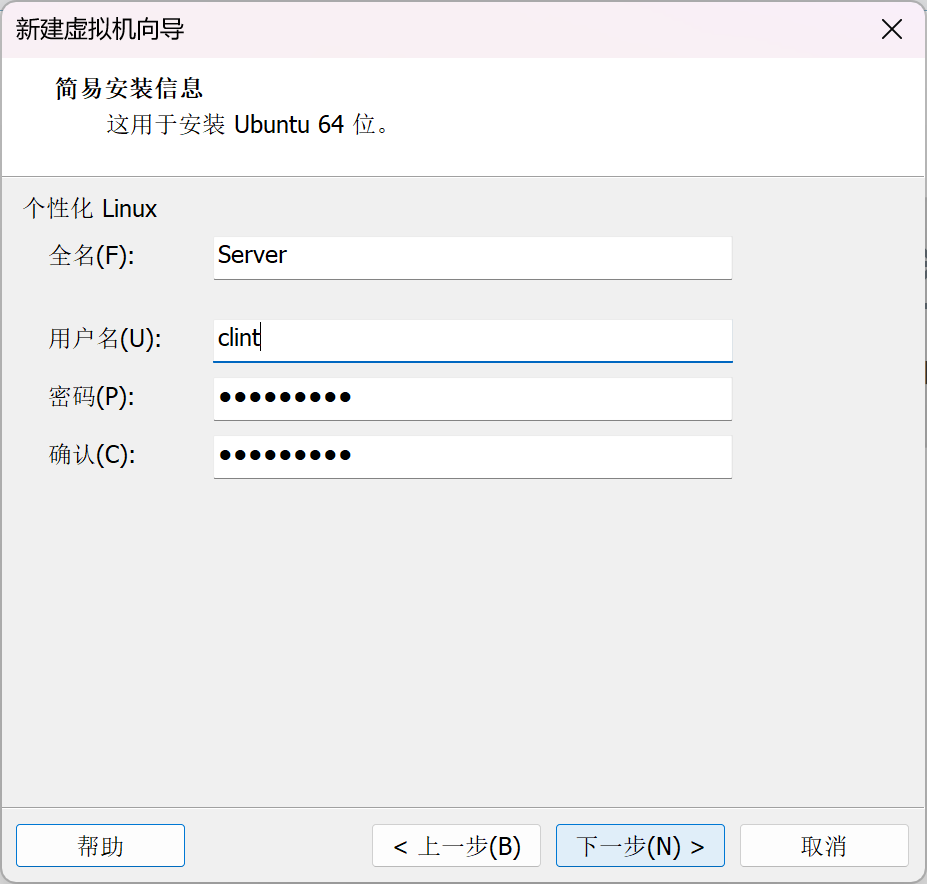 新建虚拟机向导
简易安装信息
这用于安装 Ubuntu 64 位。
个性化 Linux
全名(F): Server
用户名(U): clint
密码(P): ●●●●●●●●●
确认(C): ●●●●●●●●●
帮助 < 上一步(B) 下一步(N) > 取消